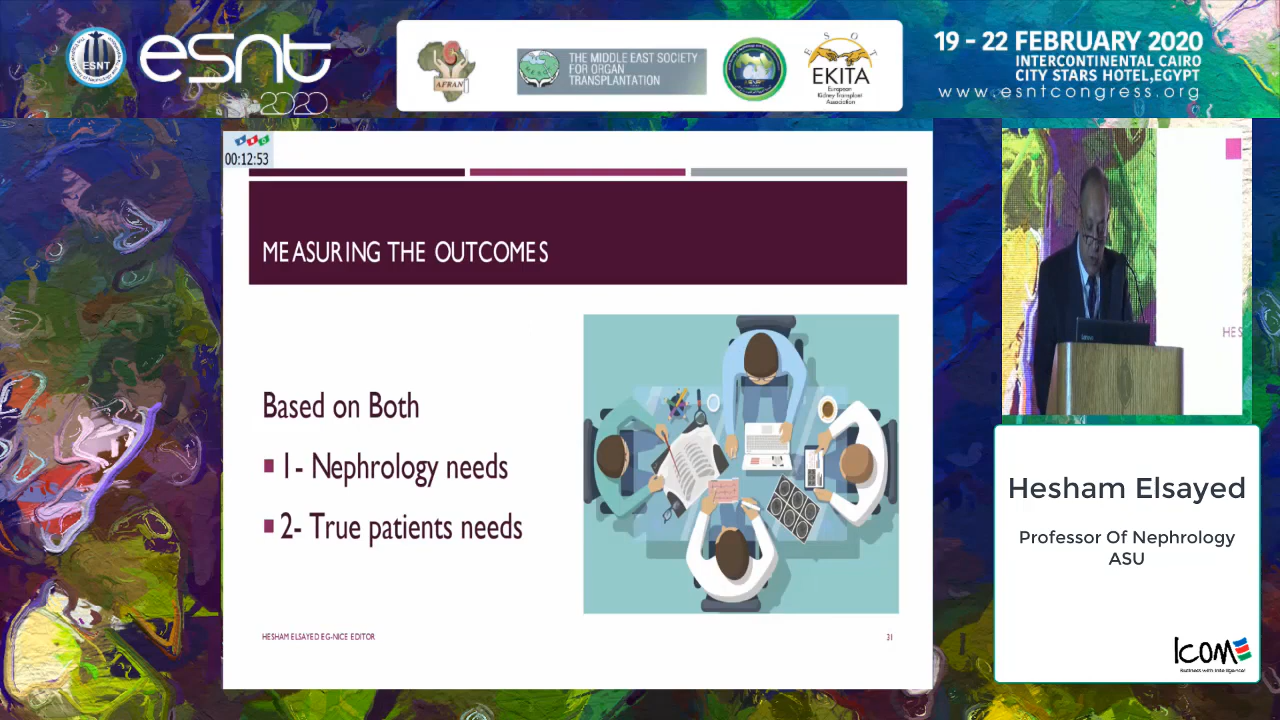 ESNT
esnt
2020
AFRAN
THE MIDDLE EAST SOCIETY
FOR ORGAN
TRANSPLANTATION
E S O T
EKITA
European
Kidney Transplant
Association
19 - 22 FEBRUARY 2020
INTERCONTINENTAL CAIRO
CITY STARS HOTEL,EGYPT
www.esntcongress.org
00:12:53
MEASURING THE OUTCOMES
Based on Both
1- Nephrology needs
2- True patients needs
HESHAM ELSAYED EG-NICE EDITOR
31
HES
Hesham Elsayed
Professor Of Nephrology
ASU
ICOM
Business with Intelligence